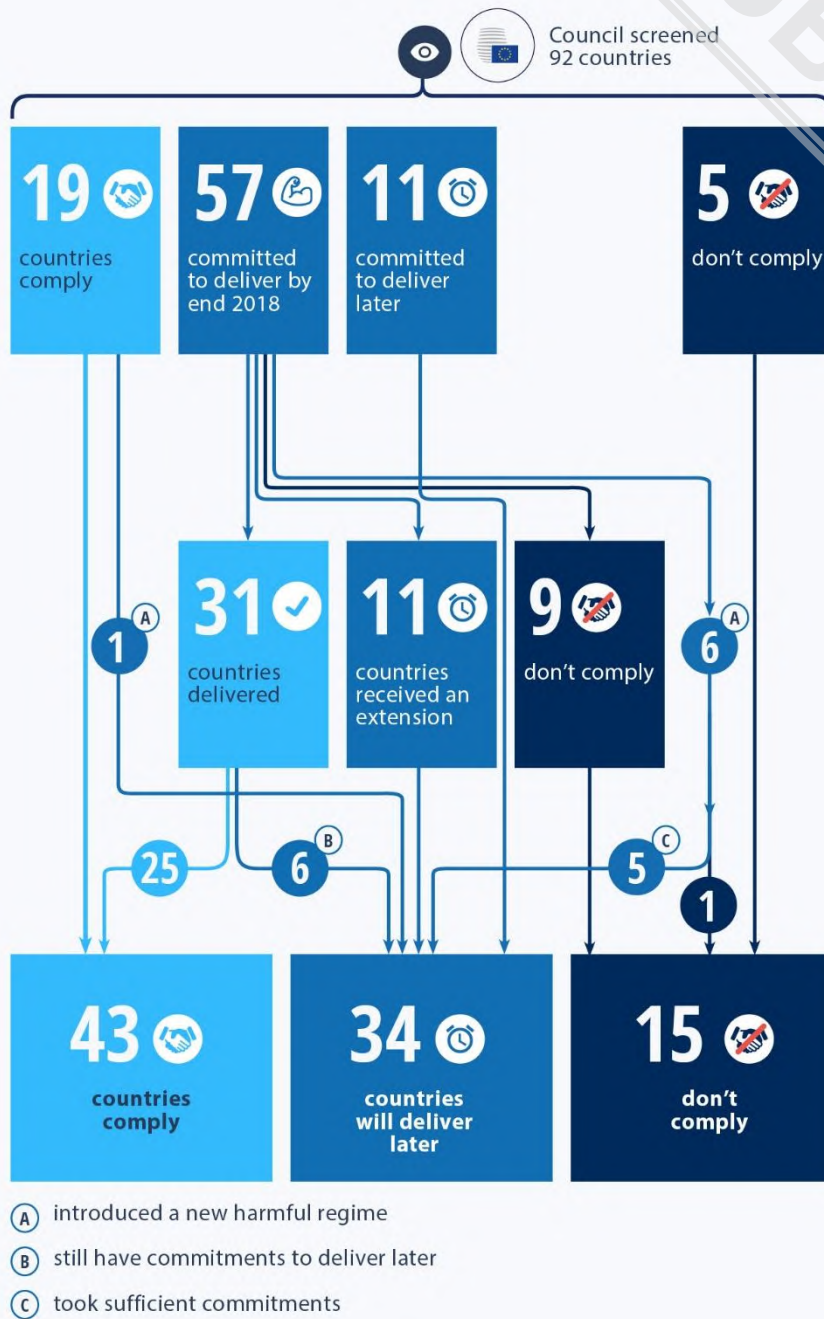 Council screened
92 countries
19
countries
comply
57
committed
to deliver by
end 2018
11
committed
to deliver
later
5
don't comply
31
countries
delivered
11
countries
received an
extension
9
don't comply
1
A
6
A
25
6
B
5
C
1
43
countries
comply
34
countries
will deliver
later
15
don't
comply
A introduced a new harmful regime
B still have commitments to deliver later
C took sufficient commitments